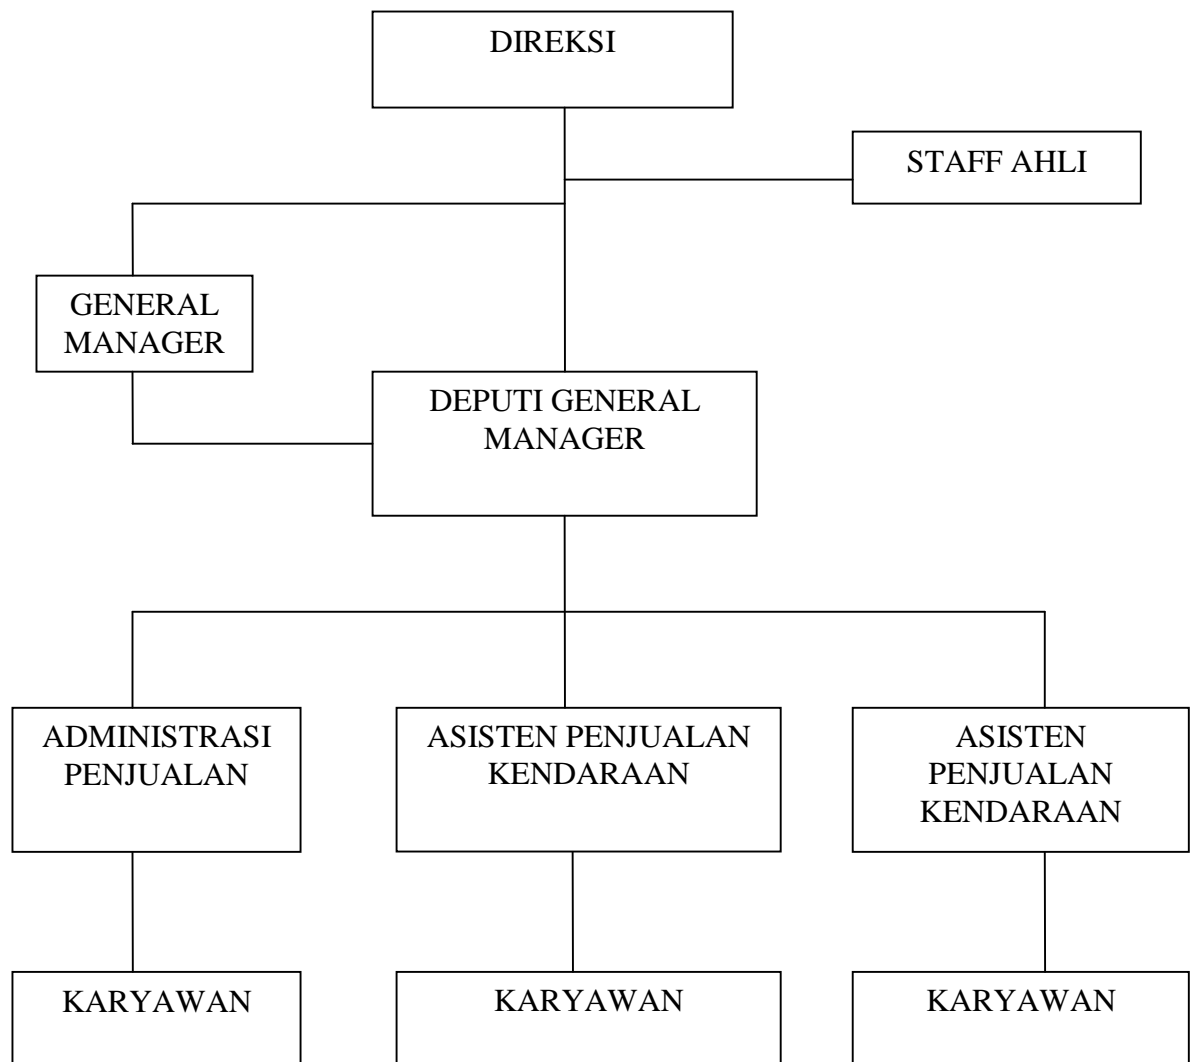 DIREKSI
STAFF AHLI
GENERAL
MANAGER
DEPUTI GENERAL
MANAGER
ADMINISTRASI
PENJUALAN
ASISTEN PENJUALAN
KENDARAAN
ASISTEN
PENJUALAN
KENDARAAN
KARYAWAN
KARYAWAN
KARYAWAN